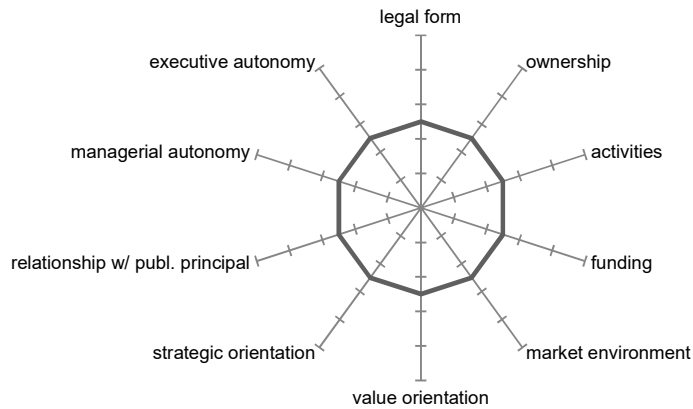 legal form
executive autonomy
ownership
managerial autonomy
activities
relationship w/ publ. principal
funding
strategic orientation
market environment
value orientation